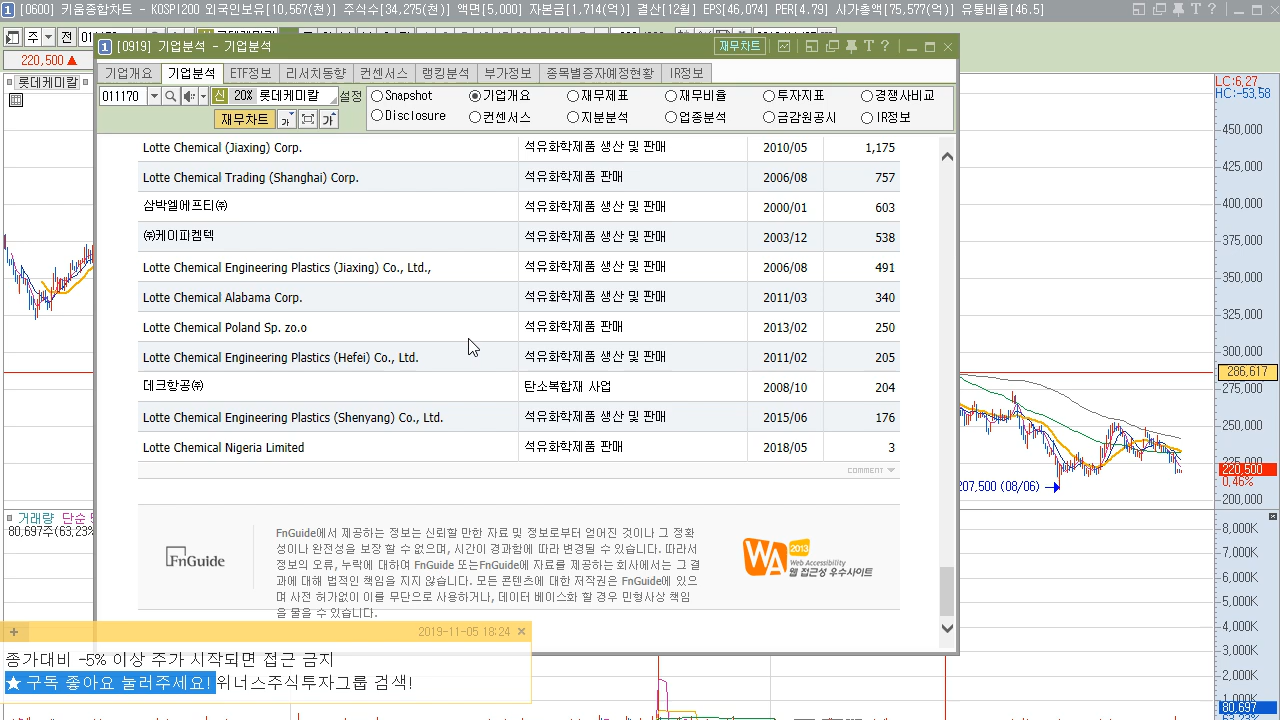 [0600] 키움종합차트 - KOSPI200 외국인보유[10,567(천)] 주식수[34,275(천)] 액면[5,000] 자본금[1,714(억)] 결산[12월] EPS[46,074] PER[4.79] 시가총액[75,577(억)] 유통비율[46.5]
주 전
220,500 ▲
롯데케미칼
1 [0919] 기업분석 - 기업분석
재무차트
기업개요 기업분석 ETF정보 리서치동향 컨센서스 랭킹분석 부가정보 종목별증자예정현황 IR정보
011170 신 20% 롯데케미칼 설정
재무차트 가 가
Snapshot 기업개요 재무제표 재무비율 투자지표 경쟁사비교
Disclosure 컨센서스 지분분석 업종분석 금감원공시 IR정보
Lotte Chemical (Jiaxing) Corp. 석유화학제품 생산 및 판매 2010/05 1,175
Lotte Chemical Trading (Shanghai) Corp. 석유화학제품 판매 2006/08 757
삼박엘에프티㈜ 석유화학제품 생산 및 판매 2000/01 603
㈜케이피켐텍 석유화학제품 생산 및 판매 2003/12 538
Lotte Chemical Engineering Plastics (Jiaxing) Co., Ltd., 석유화학제품 생산 및 판매 2006/08 491
Lotte Chemical Alabama Corp. 석유화학제품 생산 및 판매 2011/03 340
Lotte Chemical Poland Sp. zo.o 석유화학제품 판매 2013/02 250
Lotte Chemical Engineering Plastics (Hefei) Co., Ltd. 석유화학제품 생산 및 판매 2011/02 205
데크항공㈜ 탄소복합재 사업 2008/10 204
Lotte Chemical Engineering Plastics (Shenyang) Co., Ltd. 석유화학제품 생산 및 판매 2015/06 176
Lotte Chemical Nigeria Limited 석유화학제품 판매 2018/05 3
COMMENT
FnGuide
FnGuide에서 제공하는 정보는 신뢰할 만한 자료 및 정보로부터 얻어진 것이나 그 정확
성이나 완전성을 보장 할 수 없으며, 시간이 경과함에 따라 변경될 수 있습니다. 따라서
정보의 오류, 누락에 대하여 FnGuide 또는FnGuide에 자료를 제공하는 회사에서는 그 결
과에 대해 법적인 책임을 지지 않습니다. 모든 콘텐츠에 대한 저작권은 FnGuide에 있으
며 사전 허가없이 이를 무단으로 사용하거나, 데이터 베이스화 할 경우 민형사상 책임
을 물을 수 있습니다.
WA 2013
Web Accessibility
웹 접근성 우수사이트
LC:6,27
HC:-53,58
450,000
425,000
400,000
375,000
350,000
325,000
300,000
286,617
275,000
250,000
225,000
220,500
0,46%
200,000
207,500 (08/06)
거래량 단순
80,697주(63,23%
8,000K
7,000K
6,000K
5,000K
4,000K
3,000K
2,000K
1,000K
80,697
2019-11-05 18:24
종가대비 -5% 이상 주가 시작되면 접근 금지
★ 구독 좋아요 눌러주세요! 위너스주식투자그룹 검색!